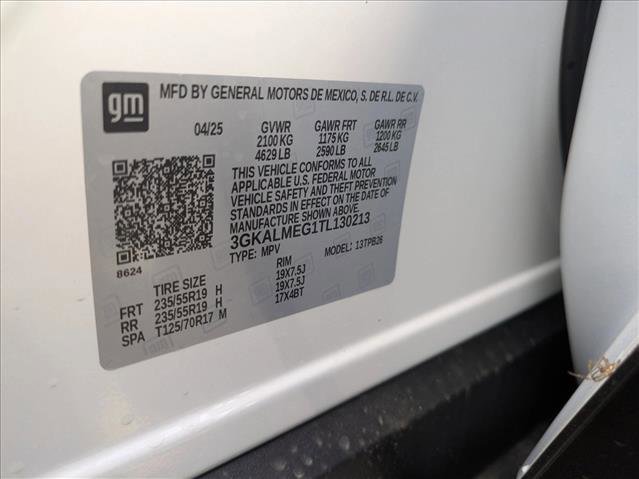 gm MFD BY GENERAL MOTORS DE MEXICO, S. DE R.L. DE C.V.
04/25 GVWR GAWR FRT GAWR RR
2100 KG 1175 KG 1200 KG
4629 LB 2590 LB 2645 LB
THIS VEHICLE CONFORMS TO ALL
APPLICABLE U.S. FEDERAL MOTOR
VEHICLE SAFETY AND THEFT PREVENTION
STANDARDS IN EFFECT ON THE DATE OF
MANUFACTURE SHOWN ABOVE.
3GKALMEG1TL130213
8624 TYPE: MPV MODEL: 13TPB26
TIRE SIZE RIM
FRT 235/55R19 H 19X7.5J
RR 235/55R19 H 19X7.5J
SPA T125/70R17 M 17X4BT